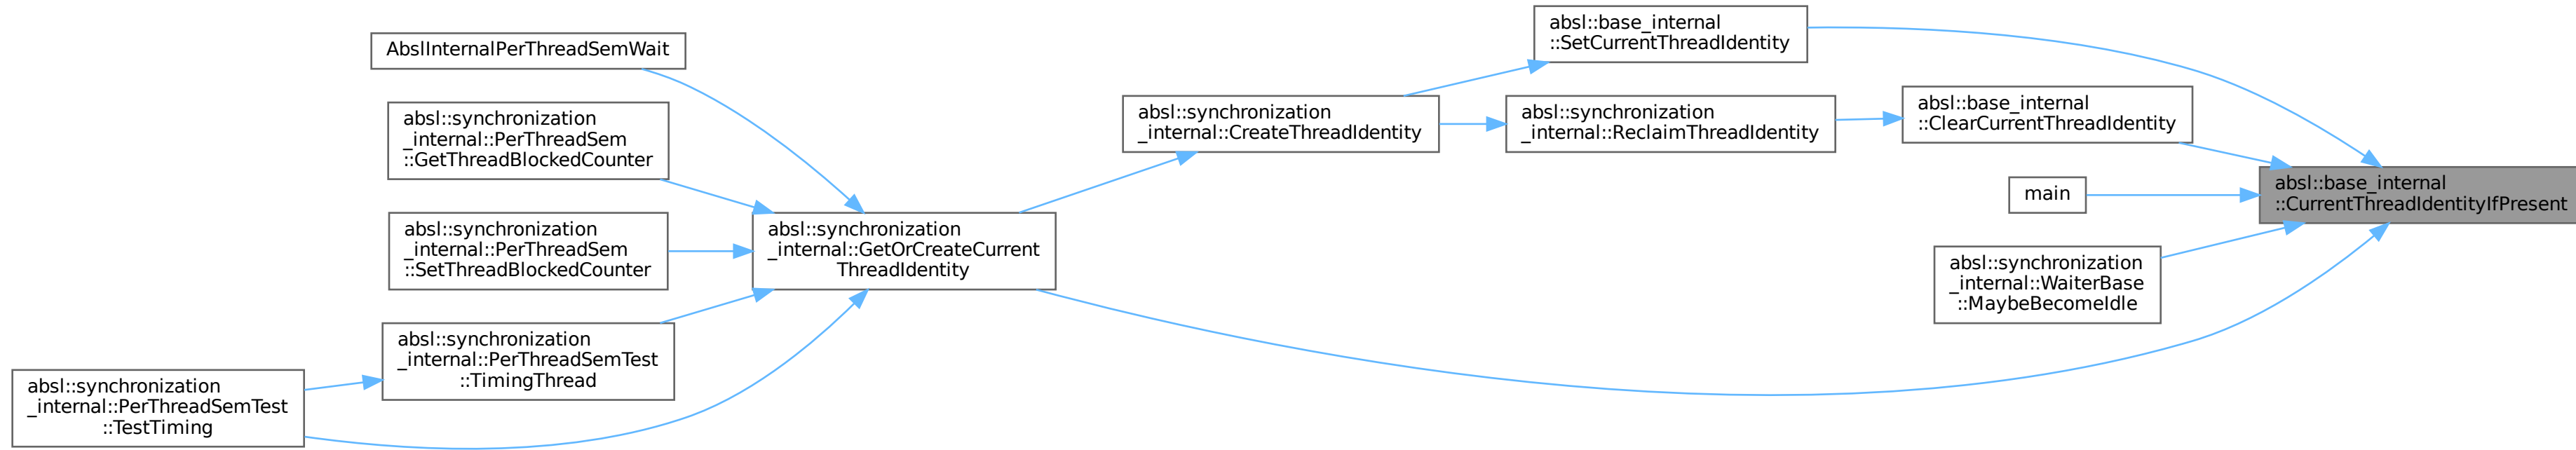 AbslInternalPerThreadSemWait
absl::synchronization
_internal::PerThreadSem
::GetThreadBlockedCounter
absl::synchronization
_internal::PerThreadSem
::SetThreadBlockedCounter
absl::synchronization
_internal::PerThreadSemTest
::TimingThread
absl::synchronization
_internal::PerThreadSemTest
::TestTiming
absl::synchronization
_internal::GetOrCreateCurrent
ThreadIdentity
absl::synchronization
_internal::CreateThreadIdentity
absl::base_internal
::SetCurrentThreadIdentity
absl::synchronization
_internal::ReclaimThreadIdentity
absl::base_internal
::ClearCurrentThreadIdentity
main
absl::synchronization
_internal::WaiterBase
::MaybeBecomeIdle
absl::base_internal
::CurrentThreadIdentityIfPresent